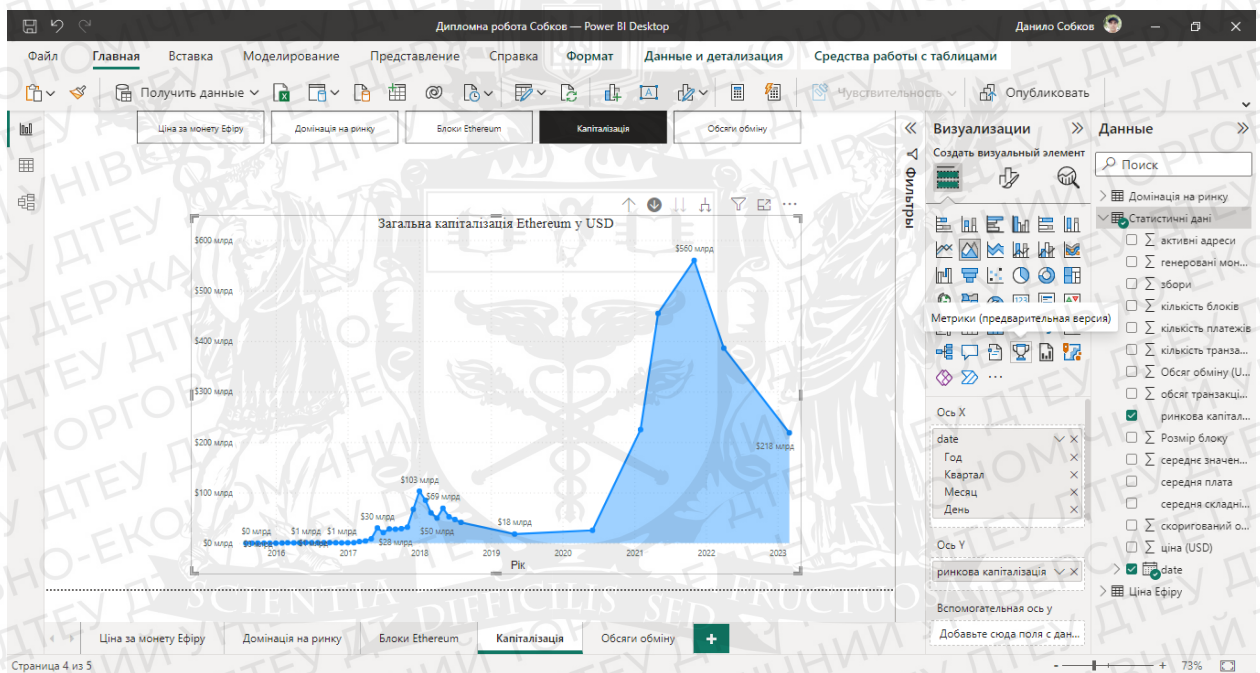 Дипломна робота Собков — Power BI Desktop
Данило Собков
Файл Главная Вставка Моделирование Представление Справка Формат Данные и детализация Средства работы с таблицами
Получить данные
Чувствительность
Опубликовать
Ціна за монету Ефіру
Домінація на ринку
Блоки Ethereum
Капіталізація
Обсяги обміну
Загальна капіталізація Ethereum у USD
$600 млрд
$500 млрд
$400 млрд
$300 млрд
$200 млрд
$100 млрд
$0 млрд
$0 млрд
$1 млрд
$1 млрд
$30 млрд
$28 млрд
$103 млрд
$69 млрд
$50 млрд
$18 млрд
$560 млрд
$218 млрд
2016 2017 2018 2019 2020 2021 2022 2023
Рік
Фильтры
Визуализации
Создать визуальный элемент
Метрики (предварительная версия)
Ось X
date
Год
Квартал
Месяц
День
Ось Y
ринкова капіталізація
Вспомогательная ось y
Добавьте сюда поля с дан...
Данные
Поиск
Домінація на ринку
Статистичні дані
активні адреси
генеровані мон...
збори
кількість блоків
кількість платежів
кількість транза...
Обсяг обміну (U...
обсяг транзакці...
ринкова капітал...
Розмір блоку
середнє значен...
середня плата
середня складні...
скоригований о...
ціна (USD)
date
Ціна Ефіру
SCIENTIA DIFFICILIS SED FRUCTUOSA
Ціна за монету Ефіру
Домінація на ринку
Блоки Ethereum
Капіталізація
Обсяги обміну
Страница 4 из 5
73%